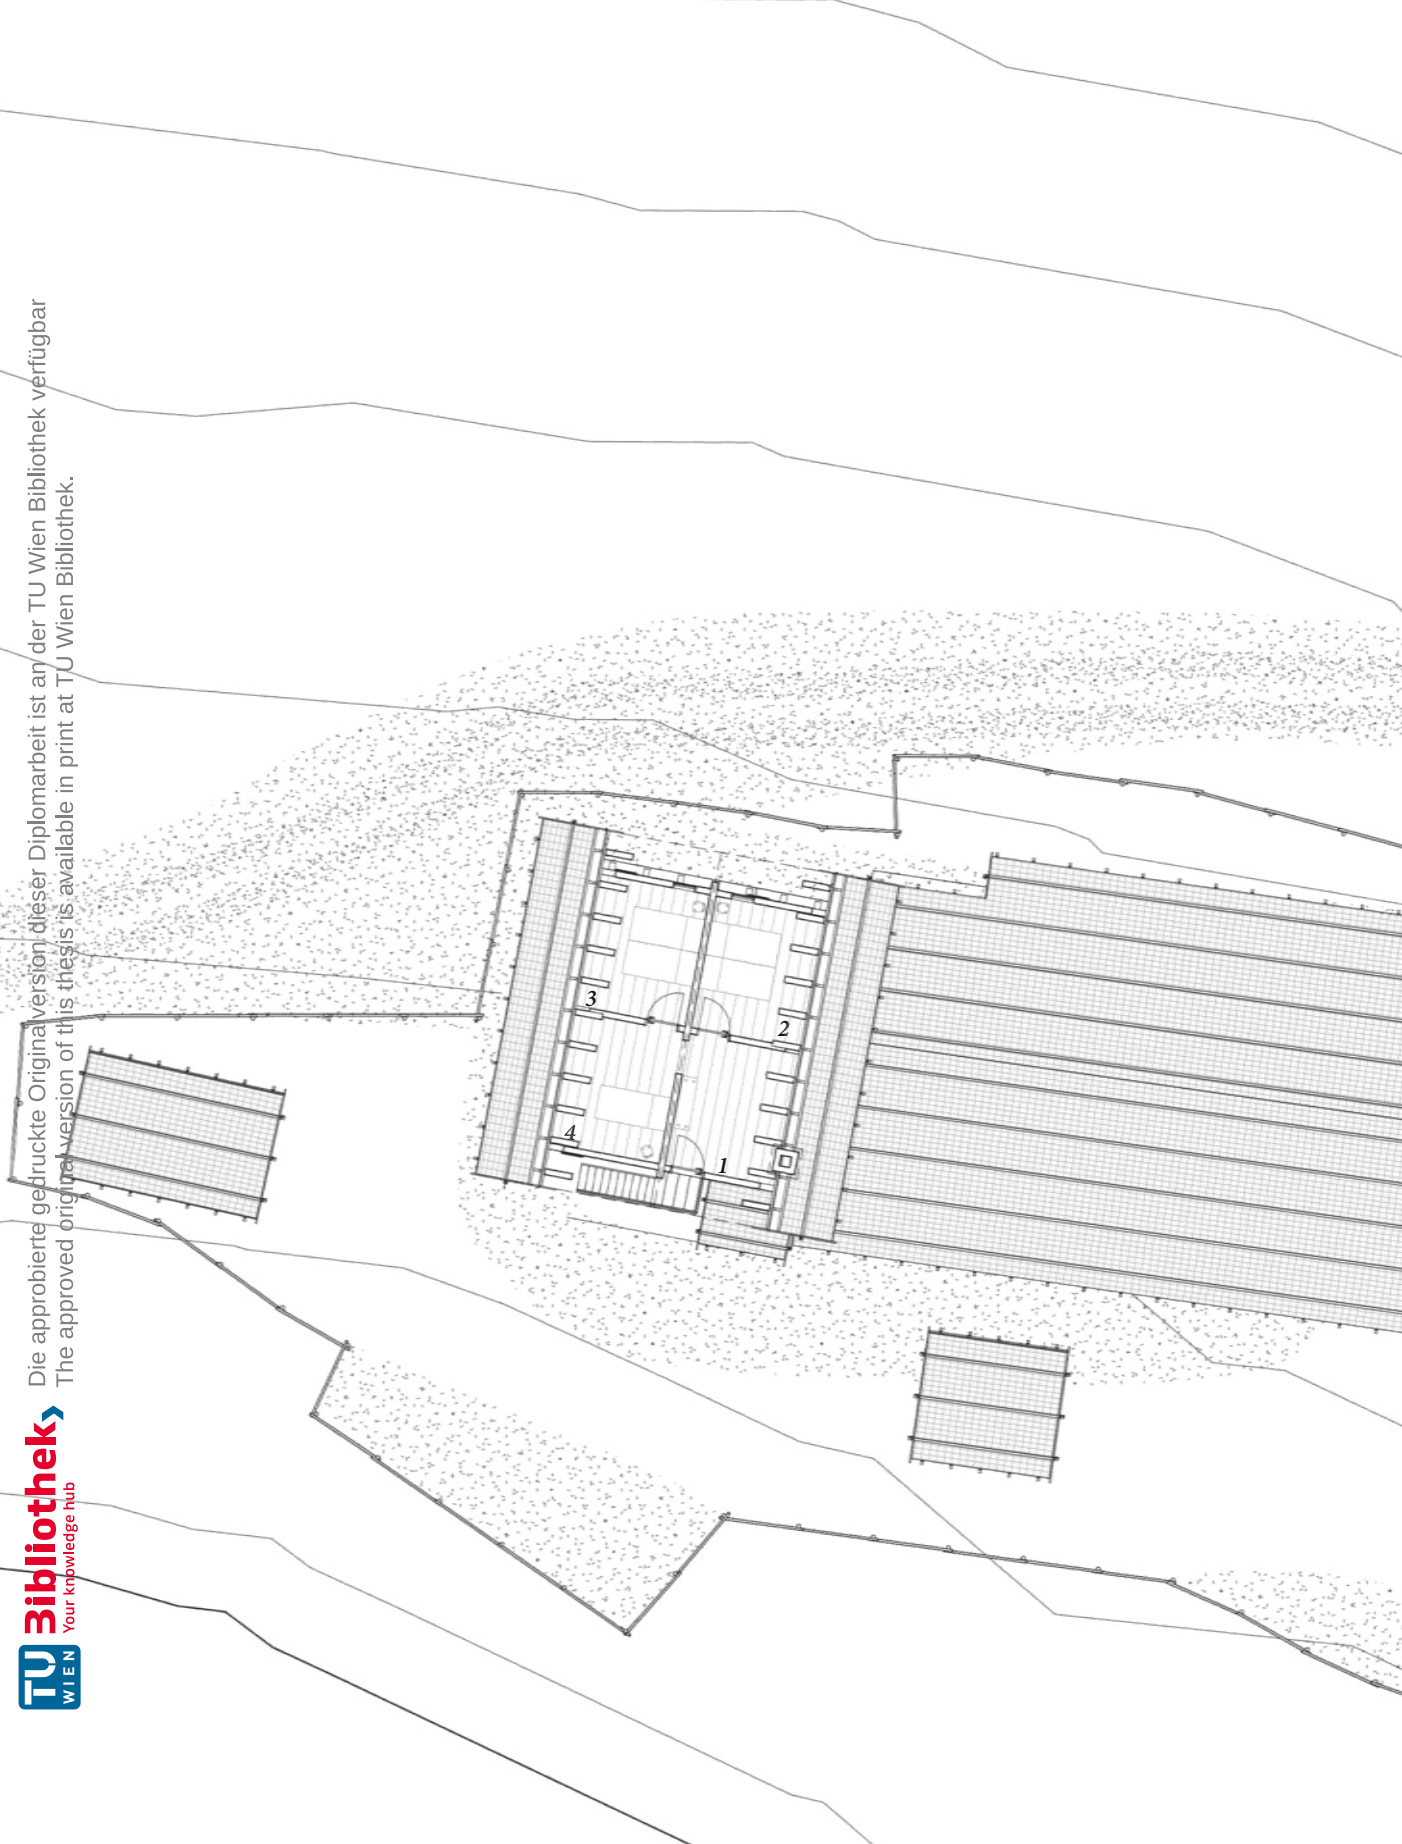 Die approbierte gedruckte Originalversion dieser Diplomarbeit ist an der TU Wien Bibliothek verfügbar
The approved original version of this thesis is available in print at TU Wien Bibliothek.
TU WIEN
Bibliothek
Your knowledge hub
3
2
4
1